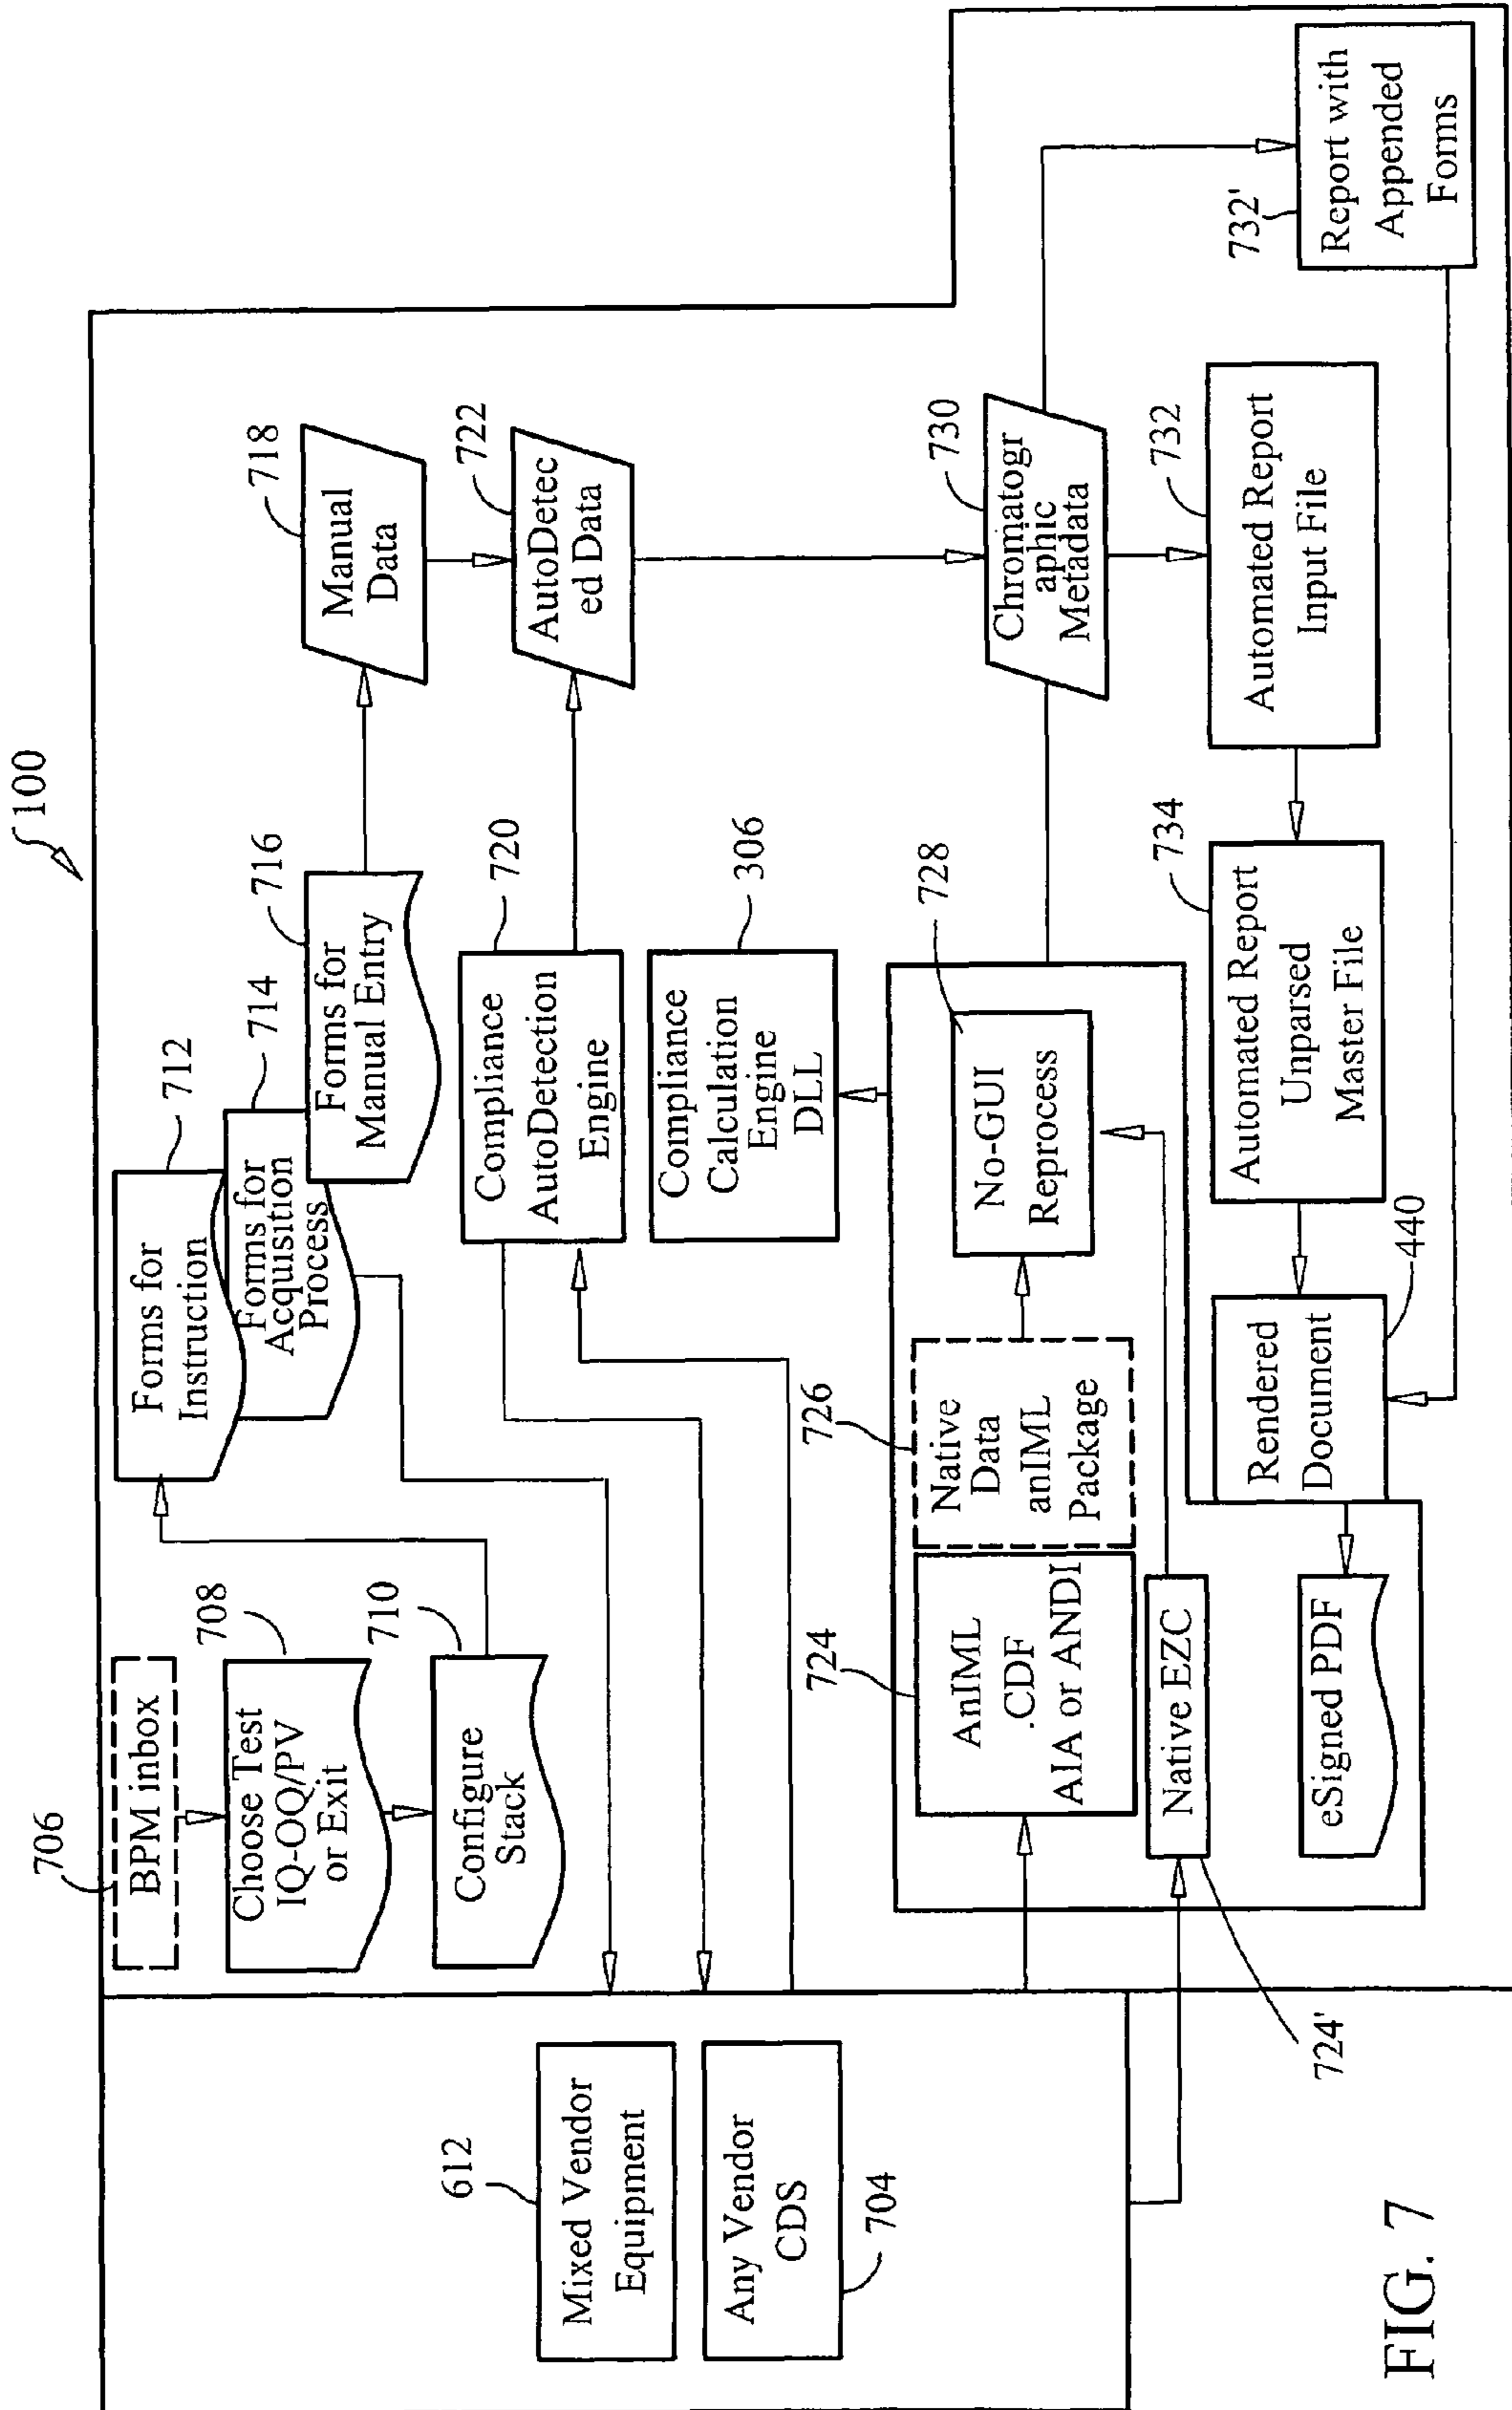 100
706
BPM inbox
708
Choose Test
IQ-OQ/PV
or Exit
710
Configure
Stack
712
Forms for
Instruction
714
Forms for
Acquisition
Process
716
Forms for
Manual Entry
718
Manual
Data
720
Compliance
AutoDetection
Engine
722
AutoDetec
ed Data
306
Compliance
Calculation
Engine
DLL
612
Mixed Vendor
Equipment
Any Vendor
CDS
704
724
AnIML
.CDF
AIA or ANDI
726
Native
Data
anIML
Package
728
No-GUI
Reprocess
730
Chromatogr
aphic
Metadata
Native EZC
724'
732
Automated Report
Input File
732'
Report with
Appended
Forms
734
Automated Report
Unparsed
Master File
440
Rendered
Document
eSigned PDF
FIG. 7